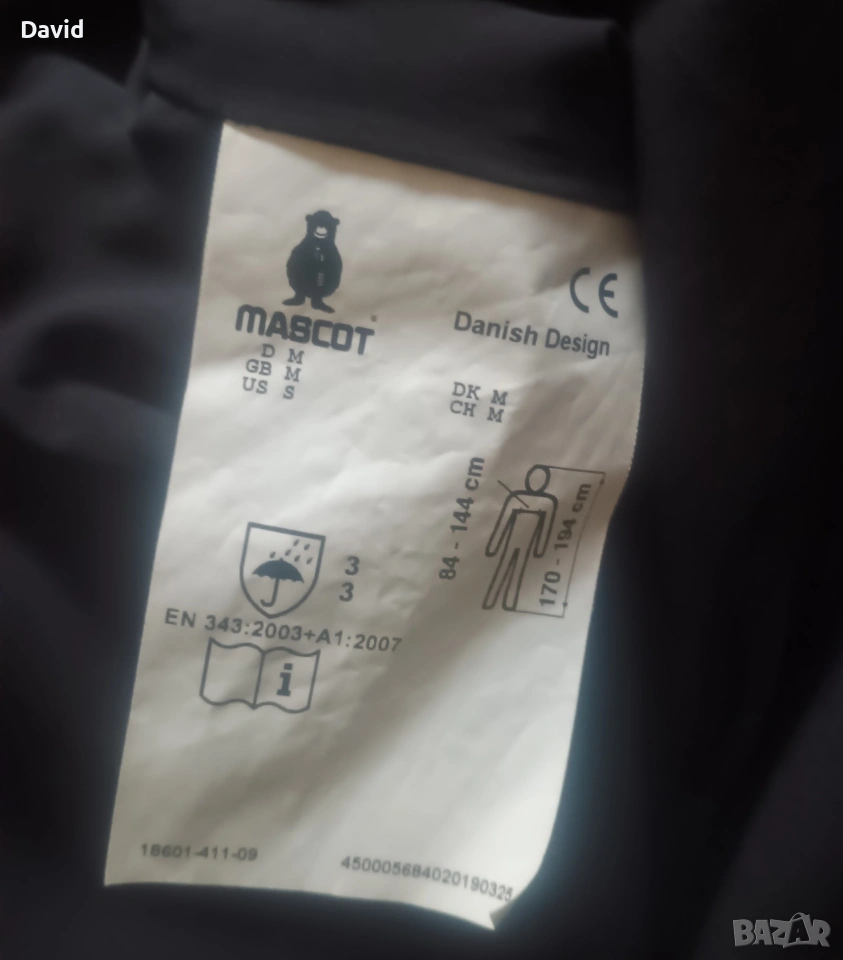 David
CE
MASCOT®
Danish Design
D M
GB M
US S
DK M
CH M
84 - 144 cm
170 - 194 cm
3
3
EN 343:2003+A1:2007
i
18601-411-09
450005684020190325
BAZAR